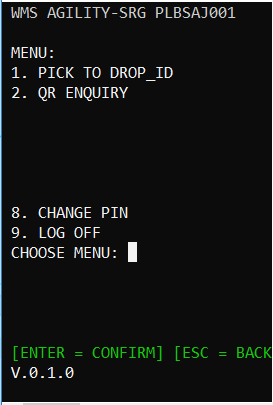 WMS AGILITY-SRG PLBSAJ001
MENU:
1. PICK TO DROP_ID
2. QR ENQUIRY
8. CHANGE PIN
9. LOG OFF
CHOOSE MENU:
[ENTER = CONFIRM] [ESC = BACK
V.0.1.0